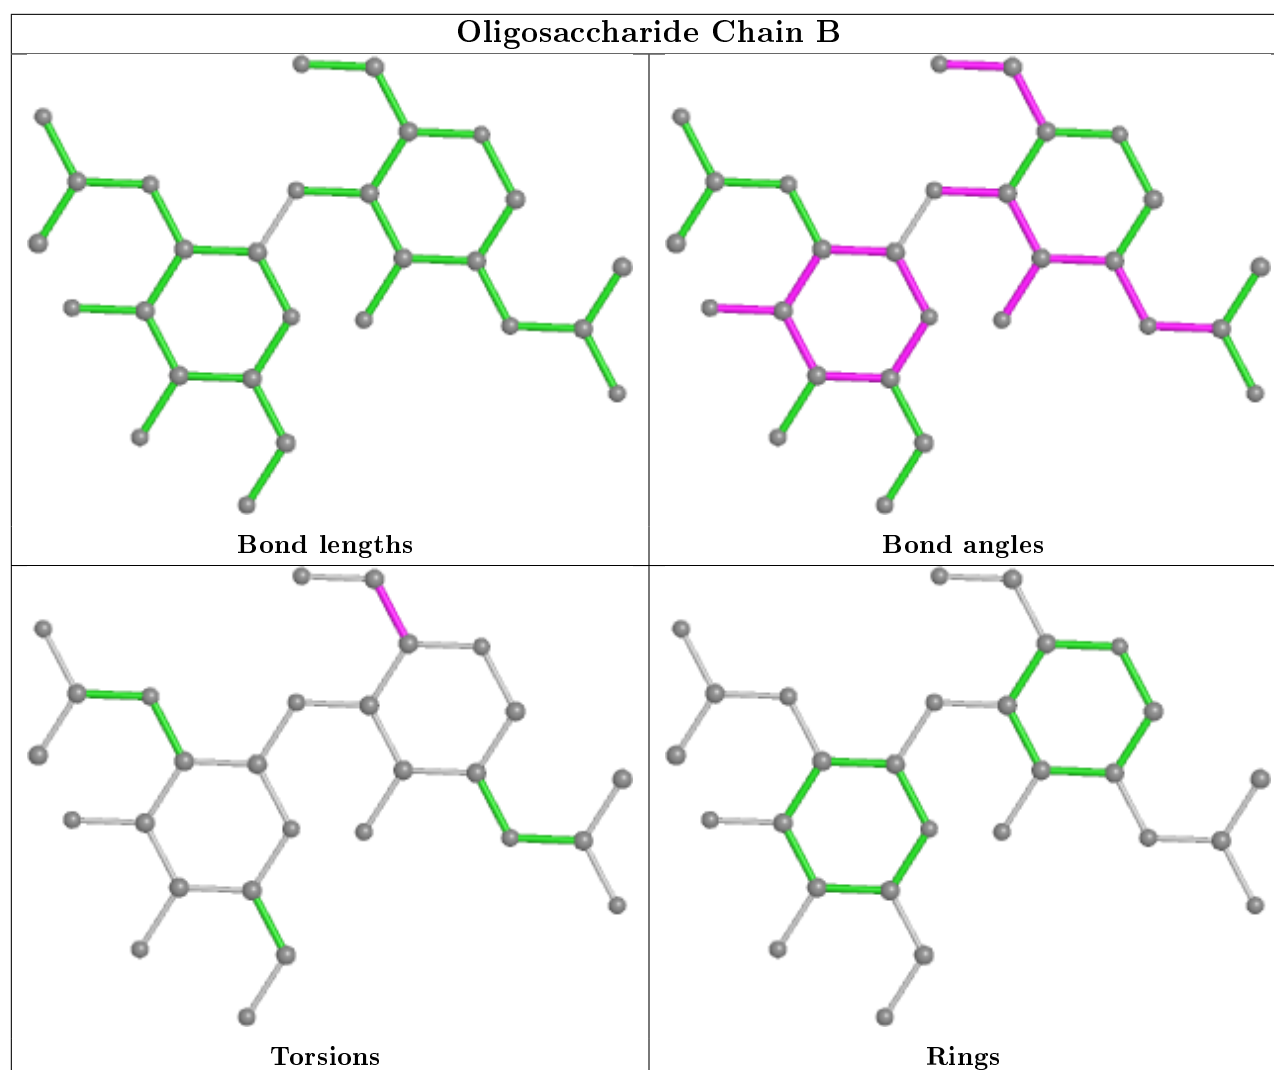 Oligosaccharide Chain B
Bond lengths
Bond angles
Torsions
Rings